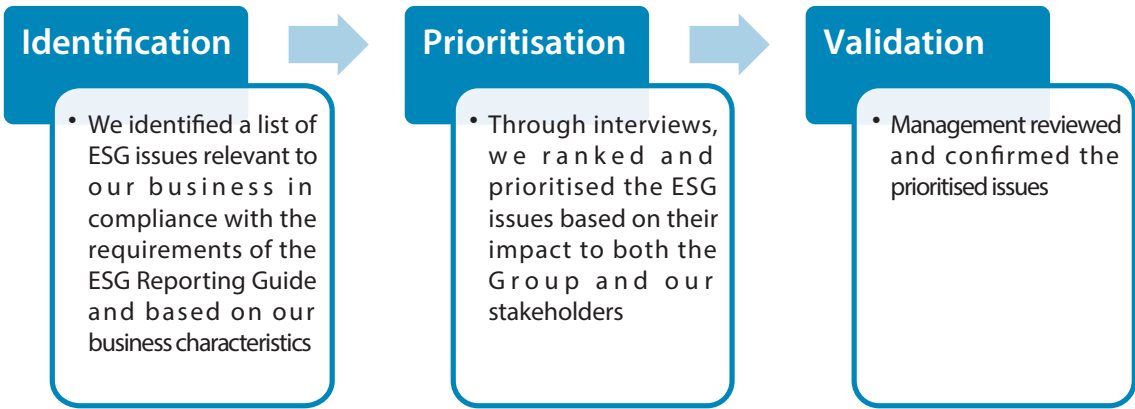 Identification
• We identified a list of
ESG issues relevant to
our business in
compliance with the
requirements of the
ESG Reporting Guide
and based on our
business characteristics
Prioritisation
• Through interviews,
we ranked and
prioritised the ESG
issues based on their
impact to both the
Group and our
stakeholders
Validation
• Management reviewed
and confirmed the
prioritised issues